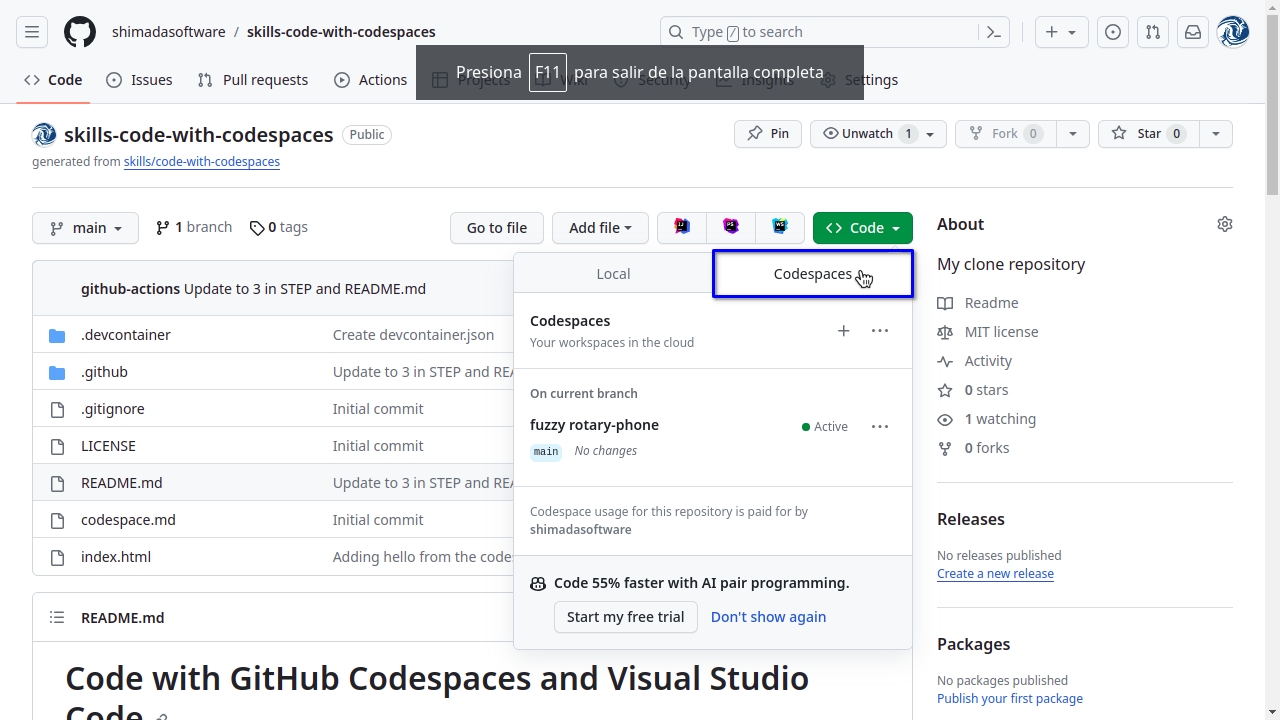 shimadasoftware / skills-code-with-codespaces
Type / to search
Presiona F11 para salir de la pantalla completa
Code Issues Pull requests Actions Projects Wiki Security Insights Settings
skills-code-with-codespaces Public
Pin Unwatch 1 Fork 0 Star 0
generated from skills/code-with-codespaces
main 1 branch 0 tags Go to file Add file Code
Local Codespaces
Codespaces
Your workspaces in the cloud
On current branch
fuzzy rotary-phone Active
main No changes
Codespace usage for this repository is paid for by
shimadasoftware
Code 55% faster with AI pair programming.
Start my free trial Don't show again
github-actions Update to 3 in STEP and README.md
.devcontainer Create devcontainer.json
.github Update to 3 in STEP and REA
.gitignore Initial commit
LICENSE Initial commit
README.md Update to 3 in STEP and REA
codespace.md Initial commit
index.html Adding hello from the code
README.md
Code with GitHub Codespaces and Visual Studio
Code
About
My clone repository
Readme
MIT license
Activity
0 stars
1 watching
0 forks
Releases
No releases published
Create a new release
Packages
No packages published
Publish your first package